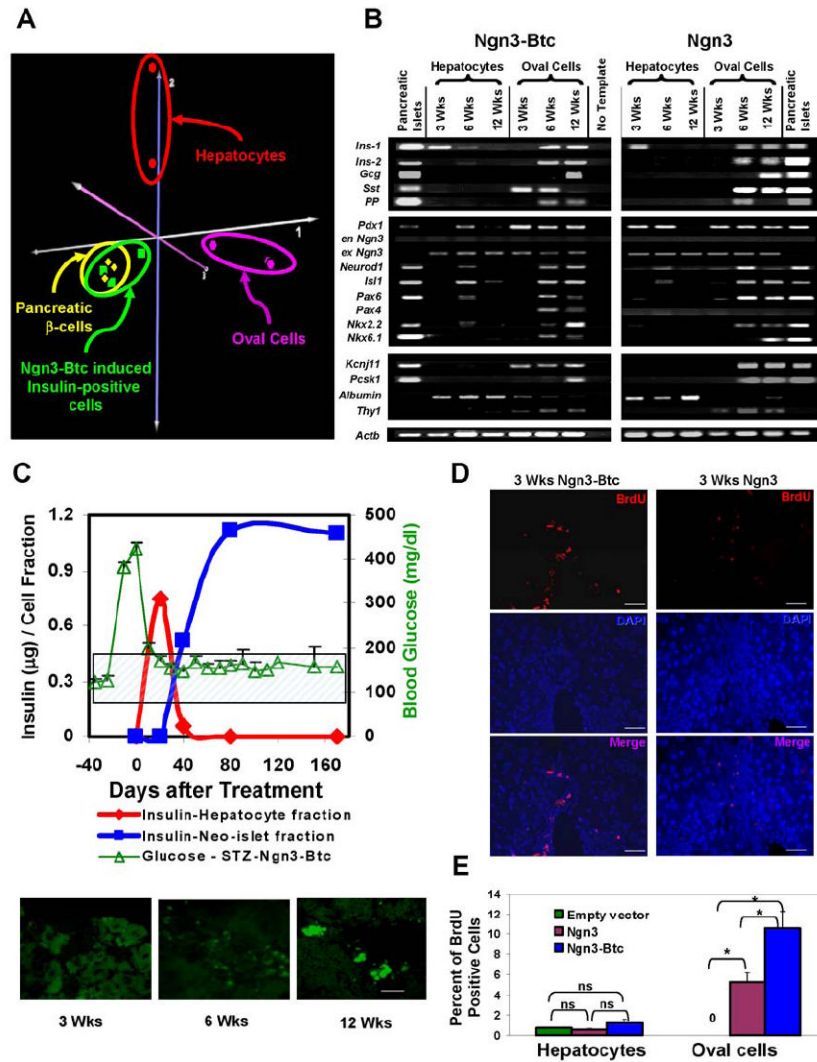 A
2
Hepatocytes
1
3
Pancreatic
β-cells
Oval Cells
Ngn3-Btc induced
Insulin-positive
cells
B
Ngn3-Btc
Ngn3
Hepatocytes
Oval Cells
Hepatocytes
Oval Cells
Pancreatic Islets
3 Wks
6 Wks
12 Wks
3 Wks
6 Wks
12 Wks
No Template
3 Wks
6 Wks
12 Wks
3 Wks
6 Wks
12 Wks
Pancreatic Islets
Ins-1
Ins-2
Gcg
Sst
PP
Pdx1
en Ngn3
ex Ngn3
Neurod1
Isl1
Pax6
Pax4
Nkx2.2
Nkx6.1
Kcnj11
Pcsk1
Albumin
Thy1
Actb
C
Insulin (µg) / Cell Fraction
1.2
0.9
0.6
0.3
0
500
400
300
200
100
0
Blood Glucose (mg/dl)
-40 0 40 80 120 160
Days after Treatment
Insulin-Hepatocyte fraction
Insulin-Neo-islet fraction
Glucose - STZ-Ngn3-Btc
3 Wks
6 Wks
12 Wks
D
3 Wks Ngn3-Btc
3 Wks Ngn3
BrdU
BrdU
DAPI
DAPI
Merge
Merge
E
Percent of BrdU
Positive Cells
14
12
10
8
6
4
2
0
Empty vector
Ngn3
Ngn3-Btc
ns
ns
ns
*
*
*
0
Hepatocytes
Oval cells